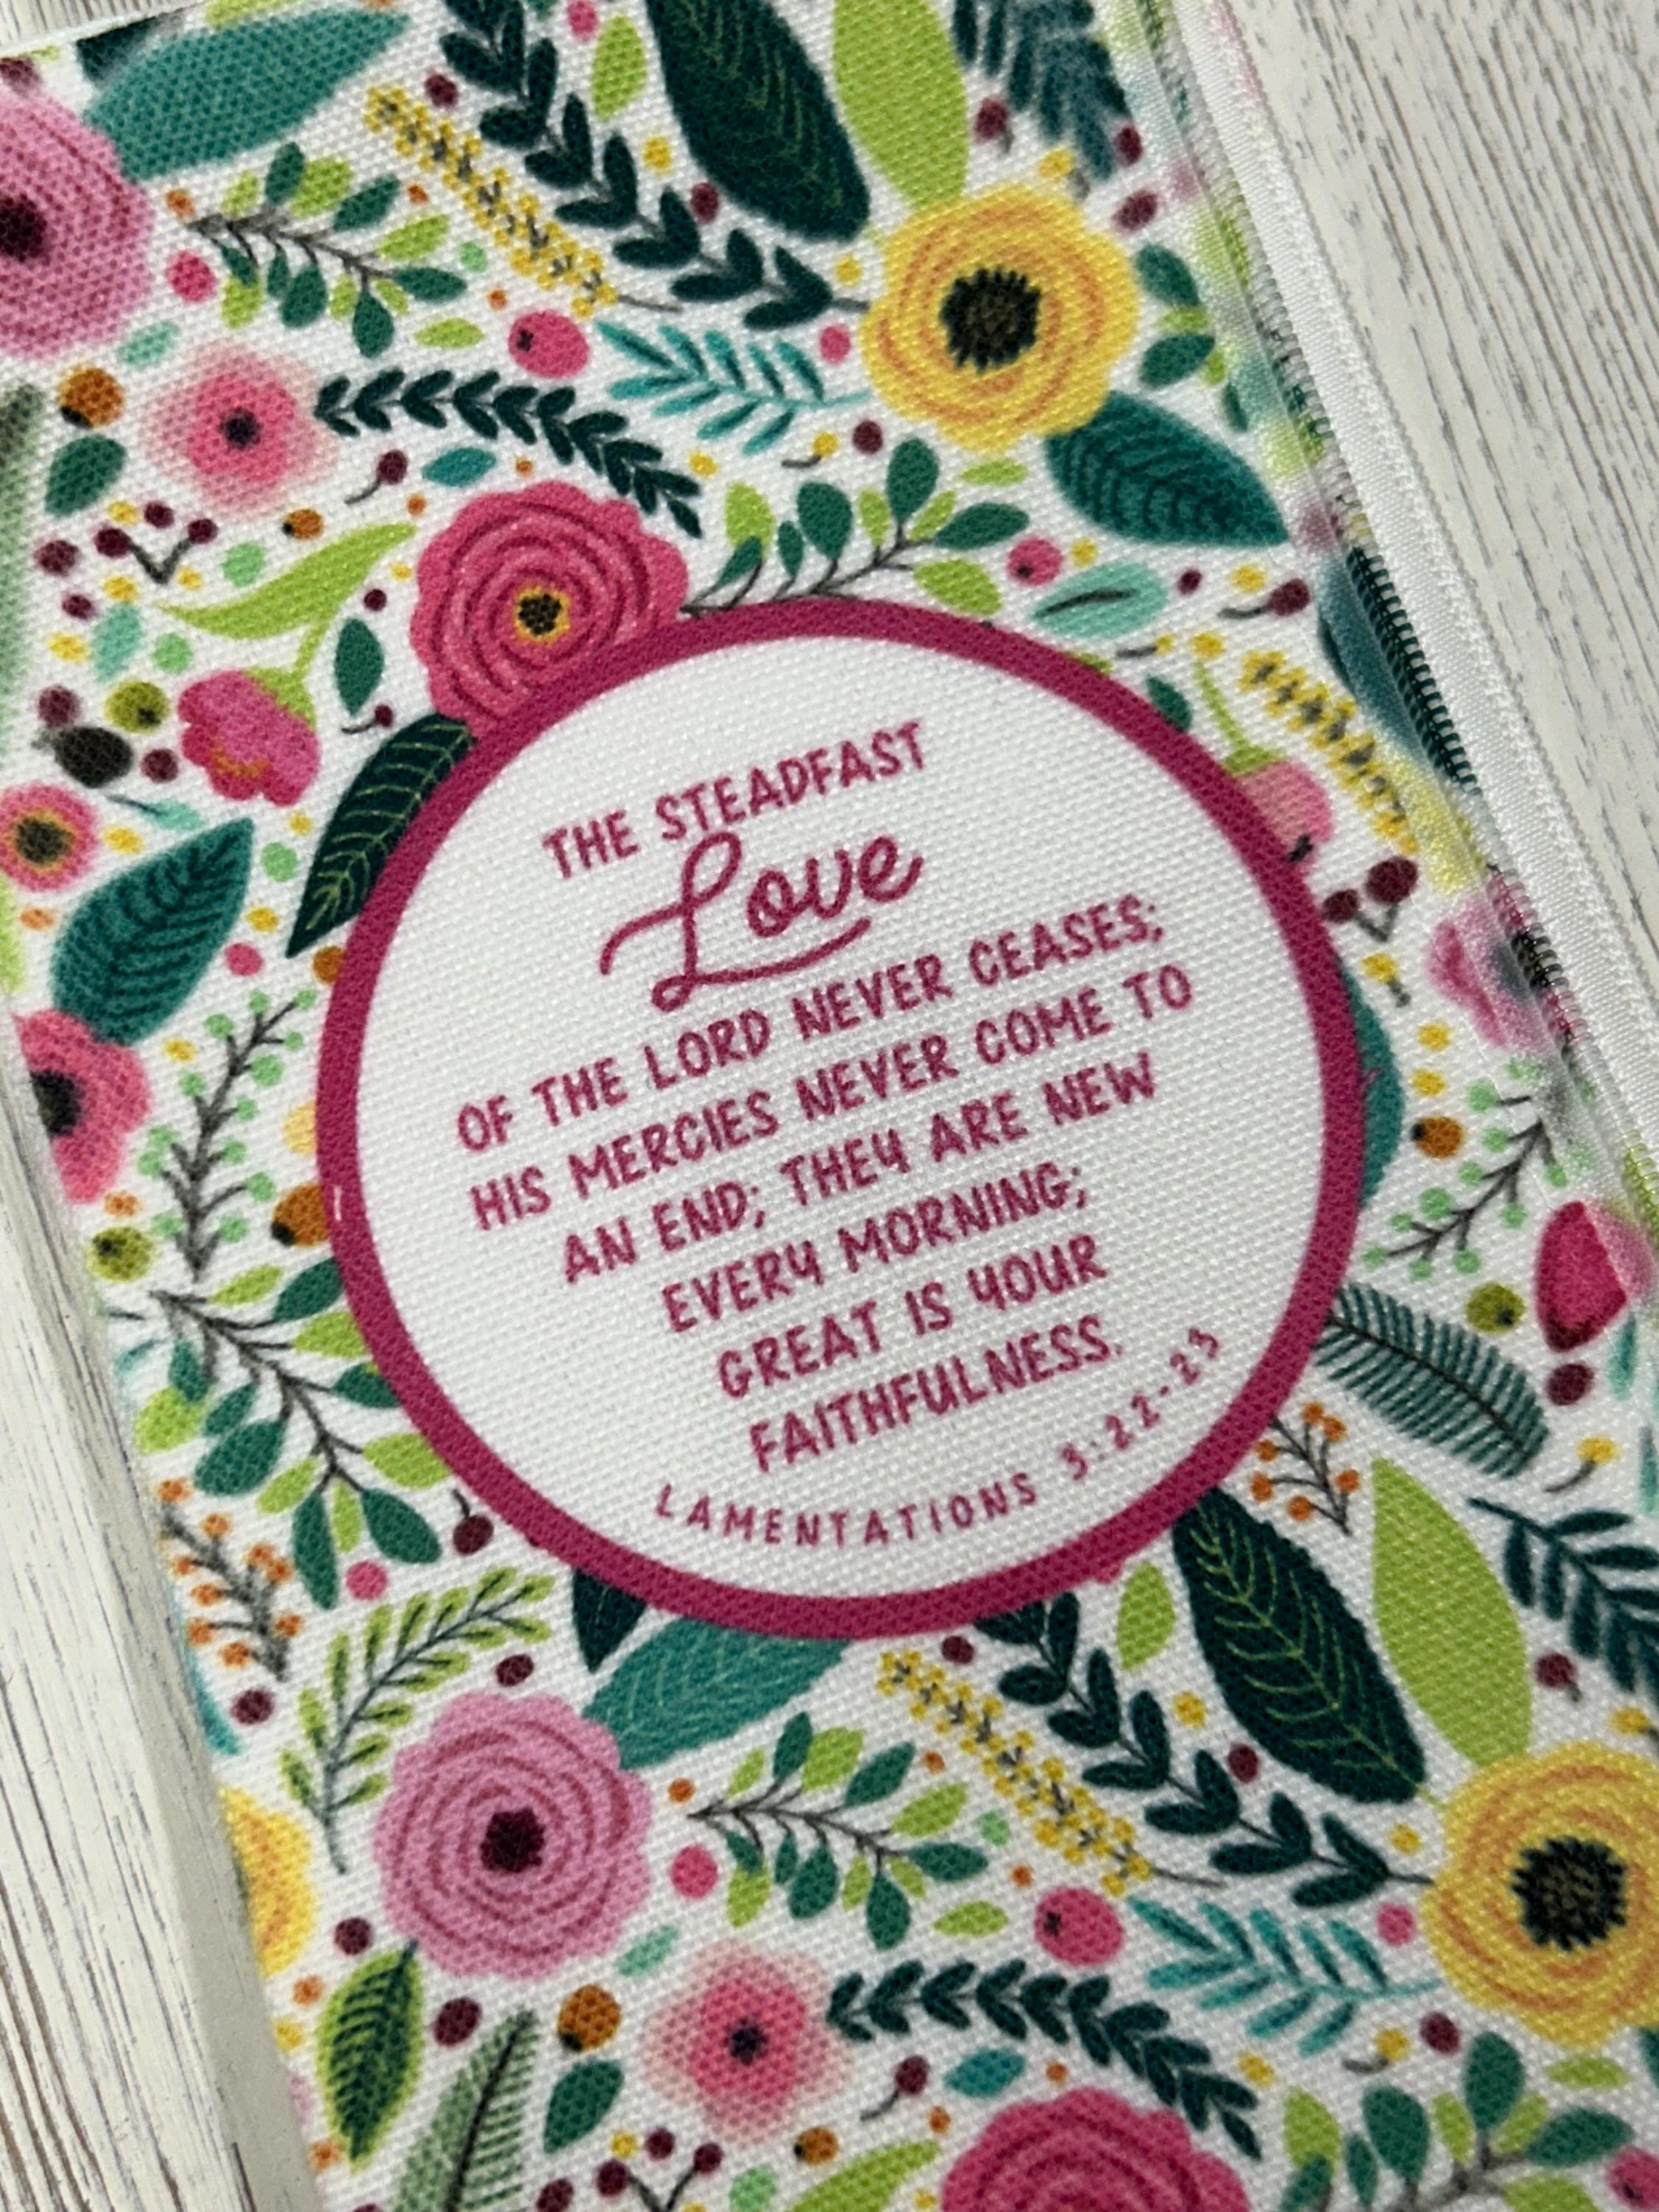 THE STEADFAST
Love
OF THE LORD NEVER CEASES;
HIS MERCIES NEVER COME TO
AN END; THEY ARE NEW
EVERY MORNING;
GREAT IS YOUR
FAITHFULNESS.
LAMENTATIONS 3:22-23